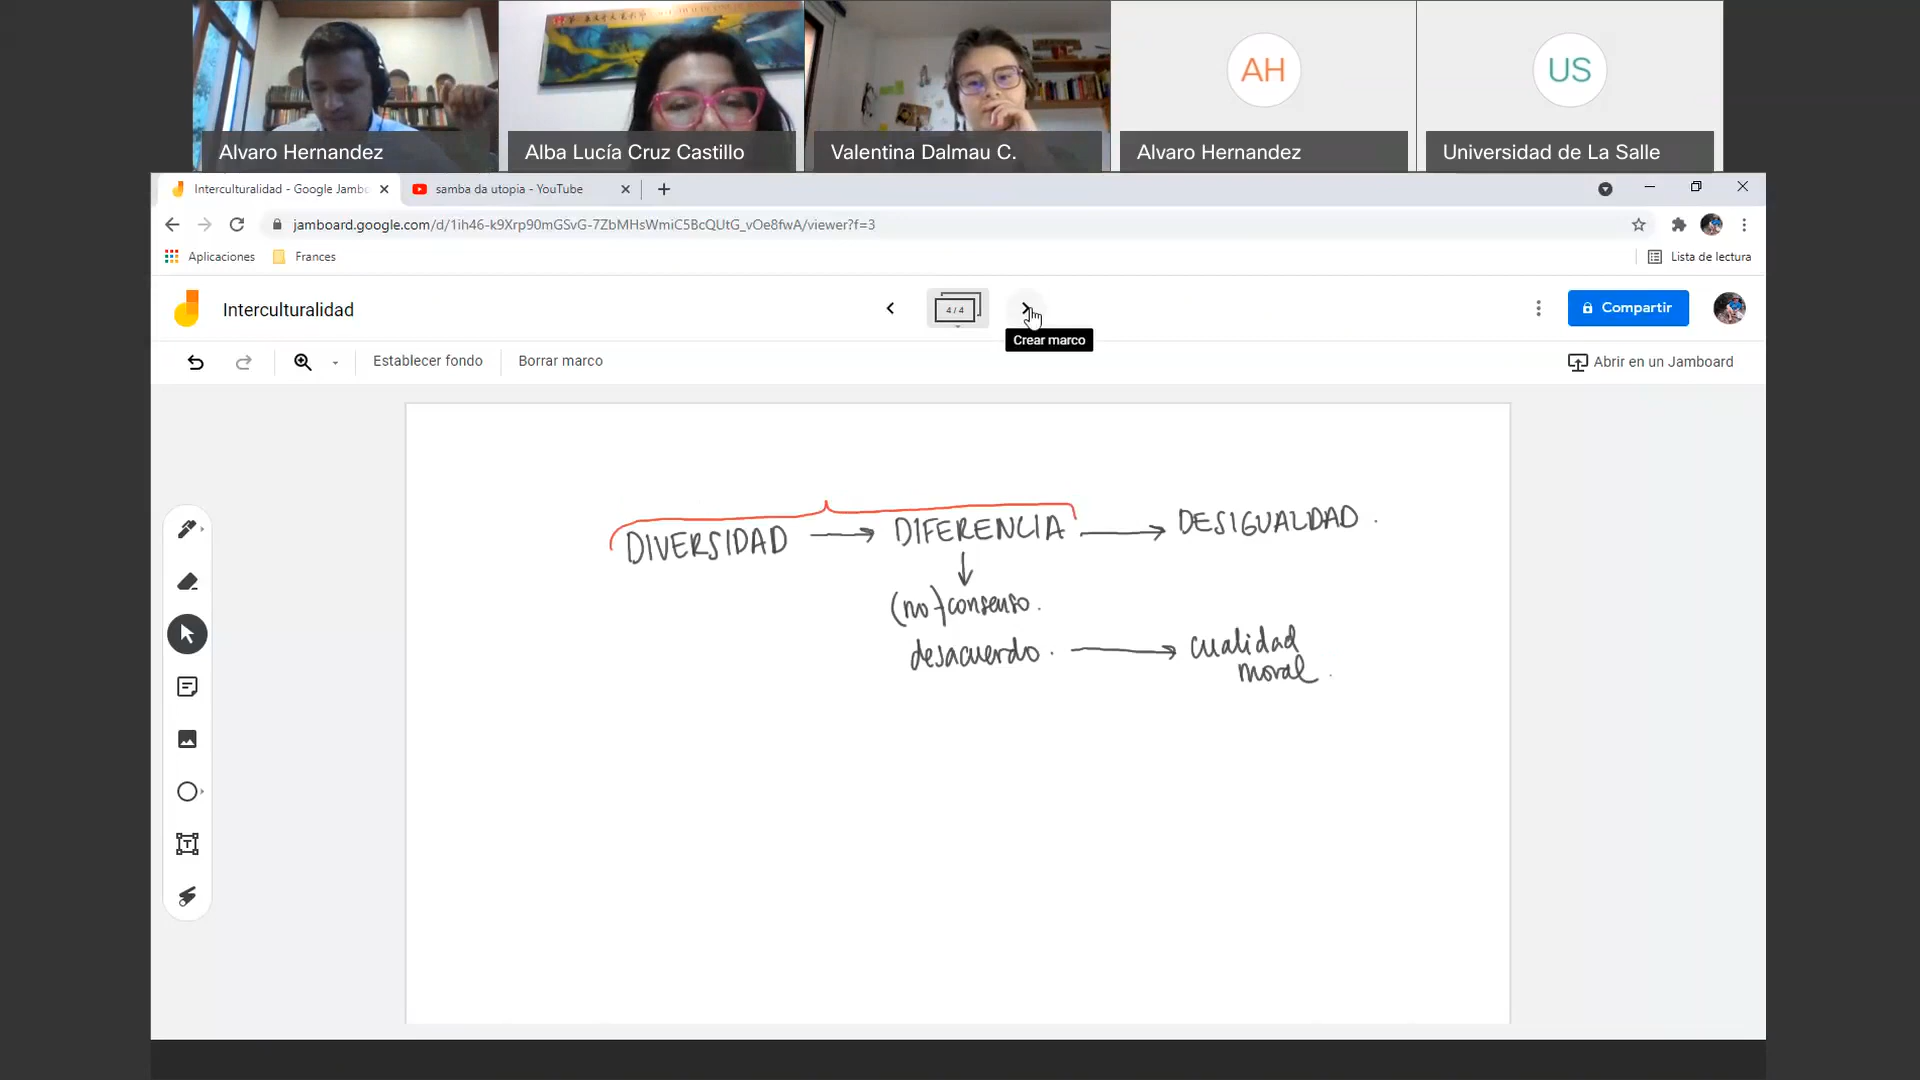 AH
US
Alvaro Hernandez
Alba Lucía Cruz Castillo
Valentina Dalmau C.
Alvaro Hernandez
Universidad de La Salle
Interculturalidad - Google Jambo
samba da utopia - YouTube
jamboard.google.com/d/1ih46-k9Xrp90mGSvG-7ZbMHsWmiC5BcQUtG_vOe8fwA/viewer?f=3
Aplicaciones
Frances
Lista de lectura
Interculturalidad
4 / 4
Compartir
Crear marco
Establecer fondo
Borrar marco
Abrir en un Jamboard
DIVERSIDAD → DIFERENCIA → DESIGUALDAD.
(no) consenso.
desacuerdo. → cualidad
moral.